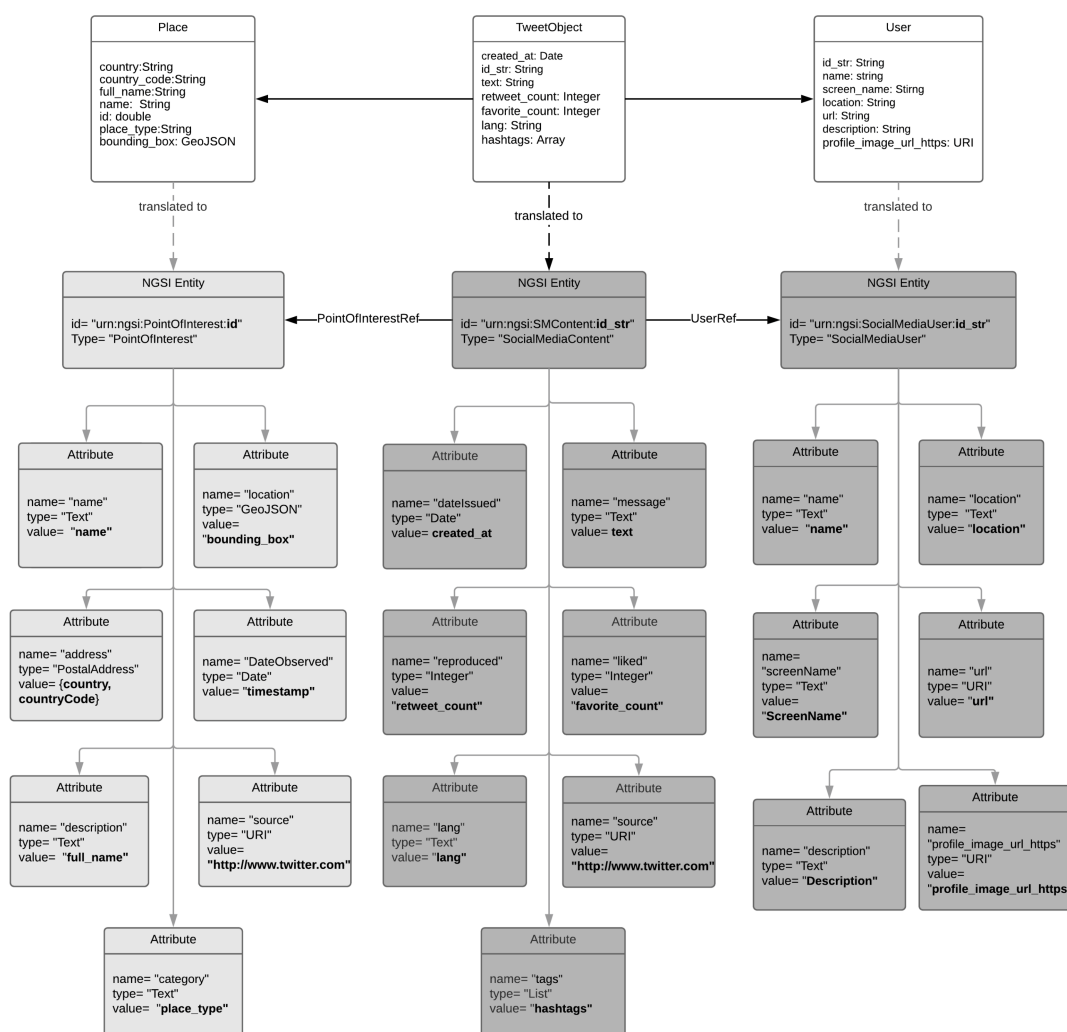 Place
country:String
country_code:String
full_name:String
name:  String
id: double
place_type:String
bounding_box: GeoJSON
TweetObject
created_at: Date
id_str: String
text: String
retweet_count: Integer
favorite_count: Integer
lang: String
hashtags: Array
User
id_str: String
name: string
screen_name: Stirng
location: String
url: String
description: String
profile_image_url_https: URI
translated to
translated to
translated to
NGSI Entity
id= "urn:ngsi:PointOfInterest:id"
Type= "PointOfInterest"
PointOfInterestRef
NGSI Entity
id= "urn:ngsi:SMContent:id_str"
Type= "SocialMediaContent"
UserRef
NGSI Entity
id= "urn:ngsi:SocialMediaUser:id_str"
Type= "SocialMediaUser"
Attribute
name= "name"
type= "Text"
value=  "name"
Attribute
name= "location"
type= "GeoJSON"
value=
"bounding_box"
Attribute
name= "dateIssued"
type= "Date"
value= created_at
Attribute
name= "message"
type= "Text"
value= text
Attribute
name= "name"
type= "Text"
value=  "name"
Attribute
name= "location"
type=  "Text"
value= "location"
Attribute
name= "address"
type= "PostalAddress"
value= {country,
countryCode}
Attribute
name= "DateObserved"
type= "Date"
value= "timestamp"
Attribute
name= "reproduced"
type= "Integer"
value=
"retweet_count"
Attribute
name= "liked"
type= "Integer"
value=
"favorite_count"
Attribute
name=
"screenName"
type= "Text"
value=
"ScreenName"
Attribute
name= "url"
type= "URI"
value= "url"
Attribute
name= "description"
type= "Text"
value=  "full_name"
Attribute
name= "source"
type= "URI"
value=
"http://www.twitter.com"
Attribute
name= "lang"
type= "Text"
value= "lang"
Attribute
name= "source"
type= "URI"
value=
"http://www.twitter.com"
Attribute
name= "description"
type= "Text"
value= "Description"
Attribute
name=
"profile_image_url_https"
type= "URI"
value=
"profile_image_url_https
Attribute
name= "category"
type= "Text"
value=  "place_type"
Attribute
name= "tags"
type= "List"
value= "hashtags"